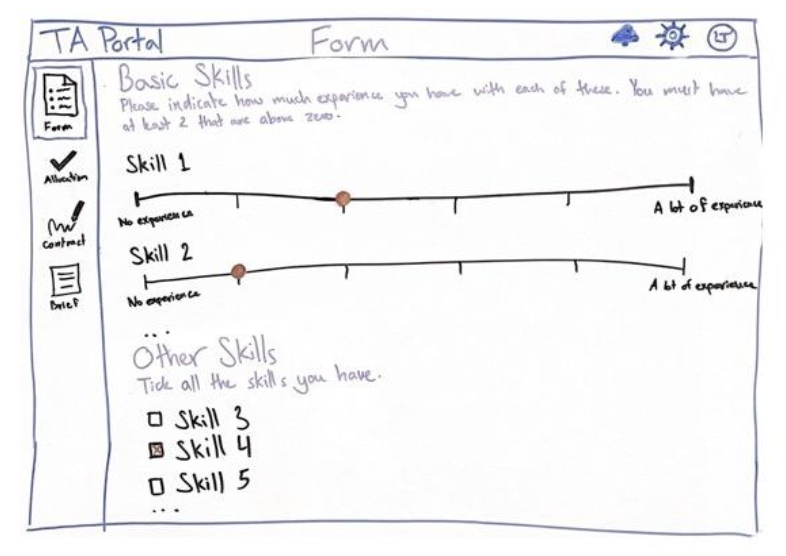 TA Portal
Form
LT
Form
Allocation
Contract
Brief
Basic Skills
Please indicate how much experience you have with each of these. You must have
at least 2 that are above zero.
Skill 1
No experience
A lot of experience
Skill 2
No experience
A lot of experience
...
Other Skills
Tick all the skills you have.
Skill 3
Skill 4
Skill 5
...